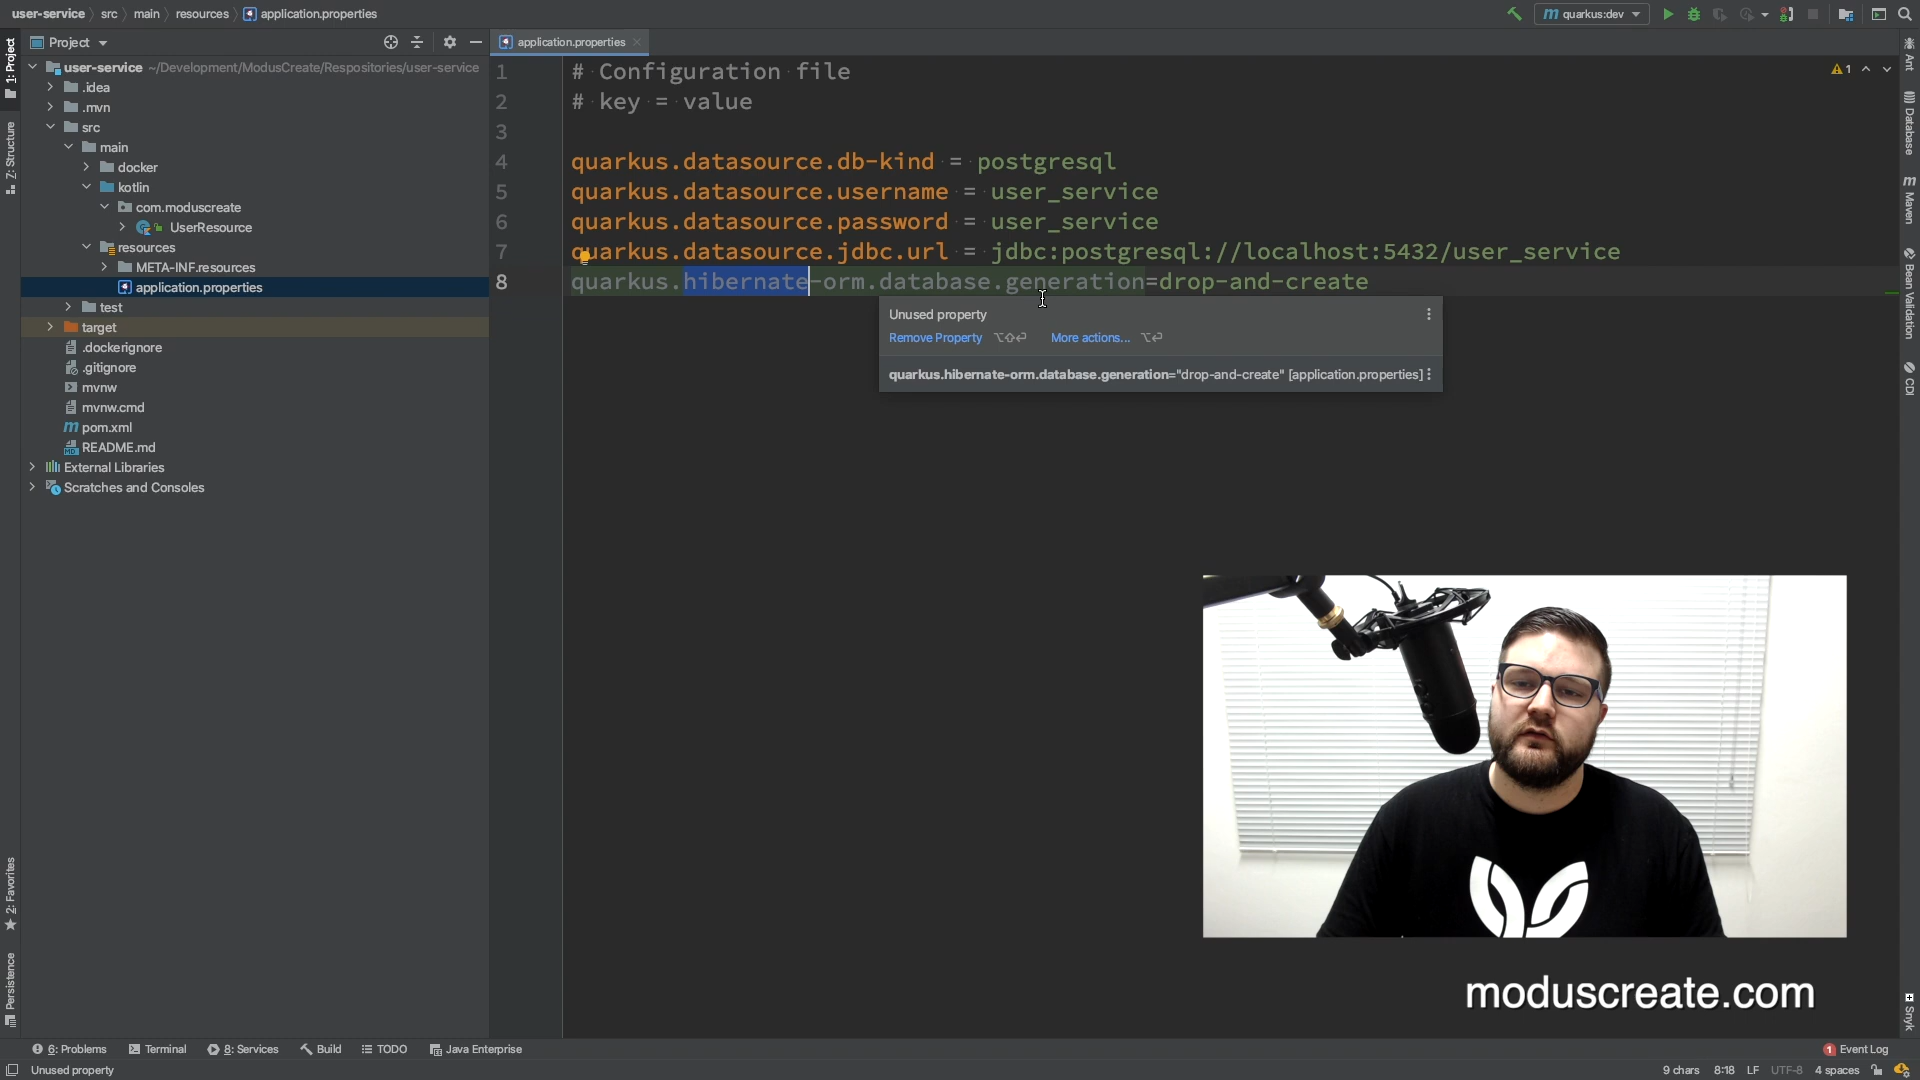 user-service src main resources application.properties
quarkus:dev
Project
application.properties
1: Project
Z: Structure
2: Favorites
Persistence
user-service ~/Development/ModusCreate/Respositories/user-service
.idea
.mvn
src
main
docker
kotlin
com.moduscreate
UserResource
resources
META-INF.resources
application.properties
test
target
.dockerignore
.gitignore
mvnw
mvnw.cmd
pom.xml
README.md
External Libraries
Scratches and Consoles
1 # Configuration file
2 # key = value
3
4 quarkus.datasource.db-kind = postgresql
5 quarkus.datasource.username = user_service
6 quarkus.datasource.password = user_service
7 quarkus.datasource.jdbc.url = jdbc:postgresql://localhost:5432/user_service
8 quarkus.hibernate-orm.database.generation=drop-and-create
1
Unused property
Remove Property ⌥⇧⏎ More actions... ⌥⏎
quarkus.hibernate-orm.database.generation="drop-and-create" [application.properties]
Ant
Database
Maven
Bean Validation
CDI
Snyk
moduscreate.com
6: Problems Terminal 8: Services Build TODO Java Enterprise
1 Event Log
Unused property
9 chars 8:18 LF UTF-8 4 spaces